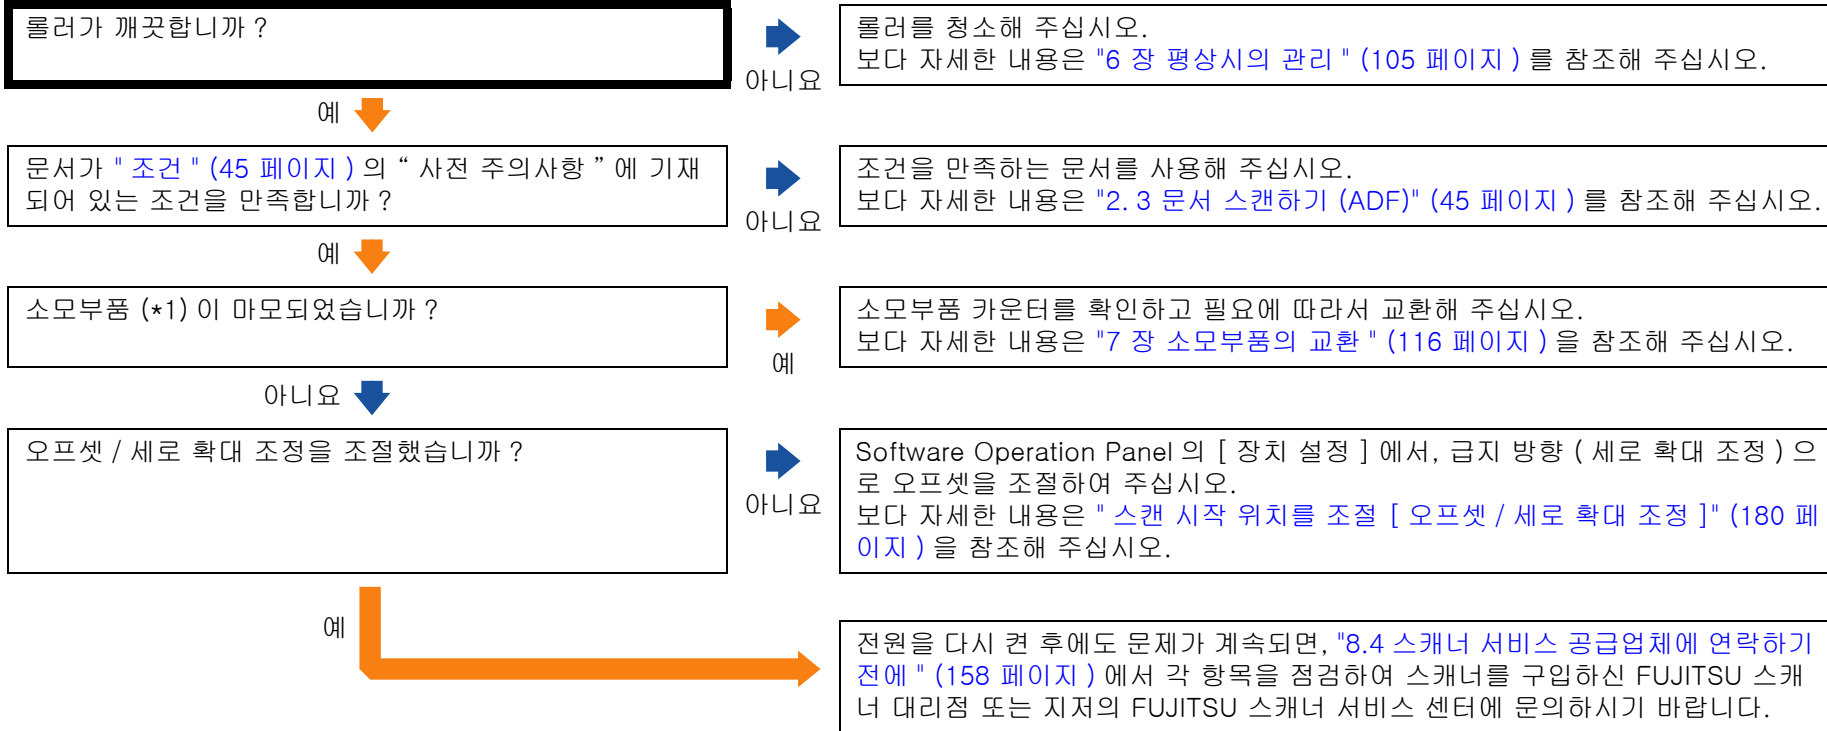 롤러가 깨끗합니까 ?
아니요
롤러를 청소해 주십시오.
보다 자세한 내용은 "6 장 평상시의 관리 " (105 페이지 ) 를 참조해 주십시오.
예
문서가 " 조건 " (45 페이지 ) 의 “ 사전 주의사항 ” 에 기재
되어 있는 조건을 만족합니까 ?
아니요
조건을 만족하는 문서를 사용해 주십시오.
보다 자세한 내용은 "2. 3 문서 스캔하기 (ADF)" (45 페이지 ) 를 참조해 주십시오.
예
소모부품 (*1) 이 마모되었습니까 ?
예
소모부품 카운터를 확인하고 필요에 따라서 교환해 주십시오.
보다 자세한 내용은 "7 장 소모부품의 교환 " (116 페이지 ) 을 참조해 주십시오.
아니요
오프셋 / 세로 확대 조정을 조절했습니까 ?
아니요
Software Operation Panel 의 [ 장치 설정 ] 에서, 급지 방향 ( 세로 확대 조정 ) 으
로 오프셋을 조절하여 주십시오.
보다 자세한 내용은 " 스캔 시작 위치를 조절 [ 오프셋 / 세로 확대 조정 ]" (180 페
이지 ) 을 참조해 주십시오.
예
전원을 다시 켠 후에도 문제가 계속되면, "8.4 스캐너 서비스 공급업체에 연락하기
전에 " (158 페이지 ) 에서 각 항목을 점검하여 스캐너를 구입하신 FUJITSU 스캐
너 대리점 또는 지저의 FUJITSU 스캐너 서비스 센터에 문의하시기 바랍니다.